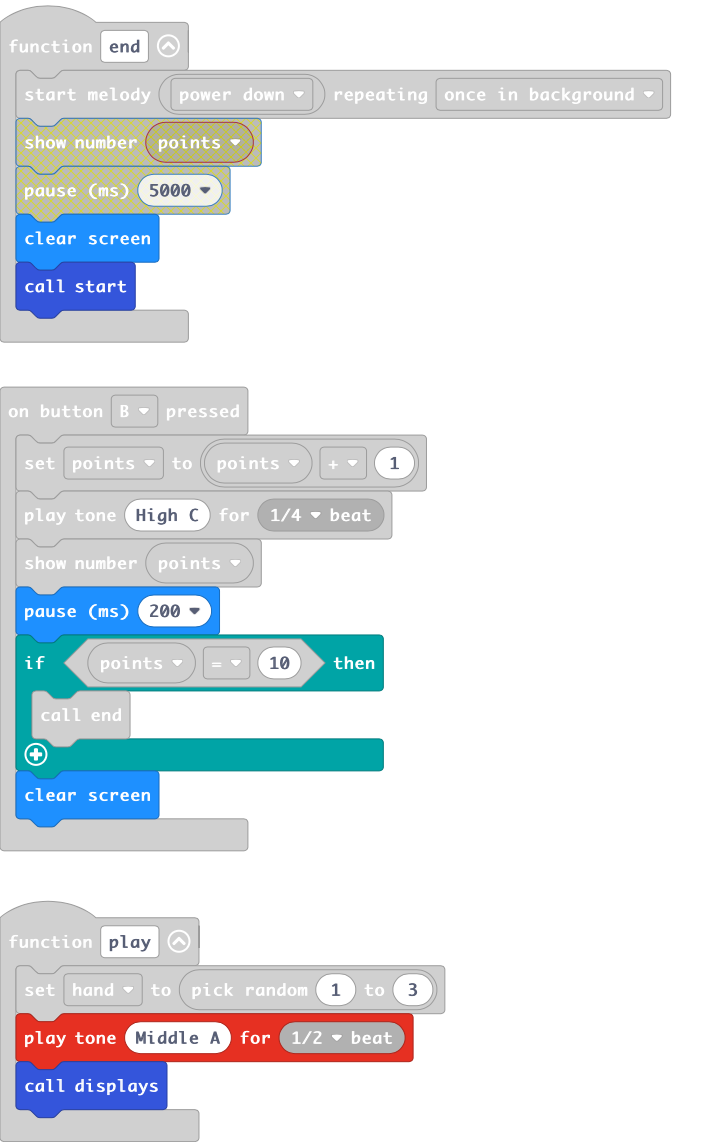 function end
start melody power down repeating once in background
show number points
pause (ms) 5000
clear screen
call start
on button B pressed
set points to points + 1
play tone High C for 1/4 beat
show number points
pause (ms) 200
if points = 10 then
call end
clear screen
function play
set hand to pick random 1 to 3
play tone Middle A for 1/2 beat
call displays